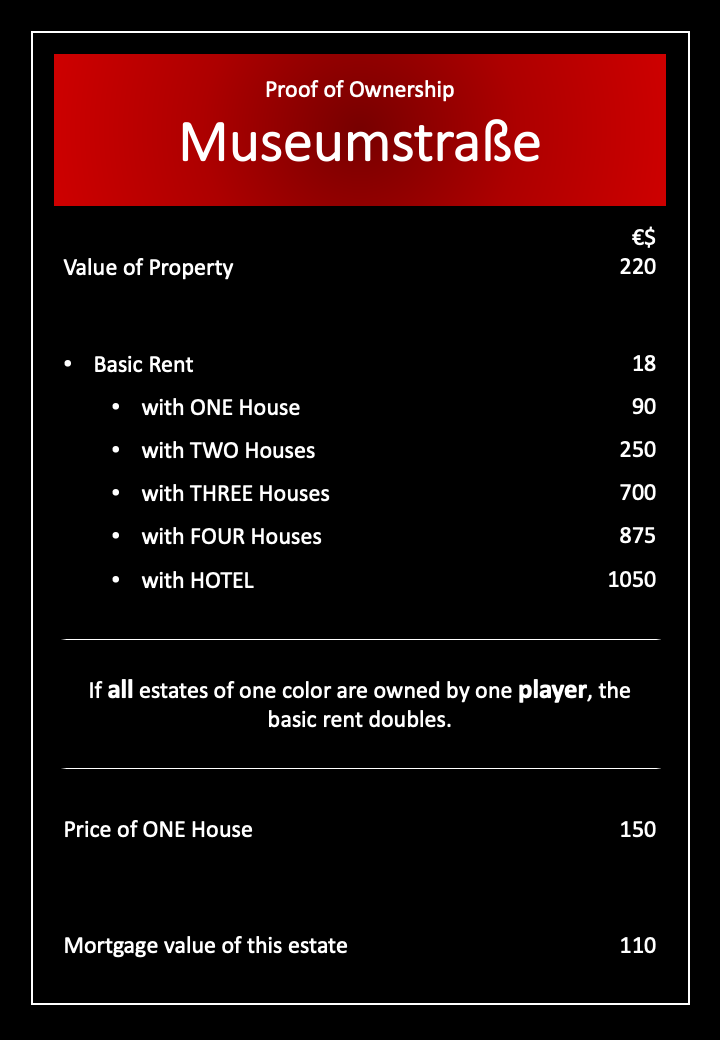 Proof of Ownership
Museumstraße
€$
Value of Property 220
• Basic Rent 18
• with ONE House 90
• with TWO Houses 250
• with THREE Houses 700
• with FOUR Houses 875
• with HOTEL 1050
If all estates of one color are owned by one player, the
basic rent doubles.
Price of ONE House 150
Mortgage value of this estate 110